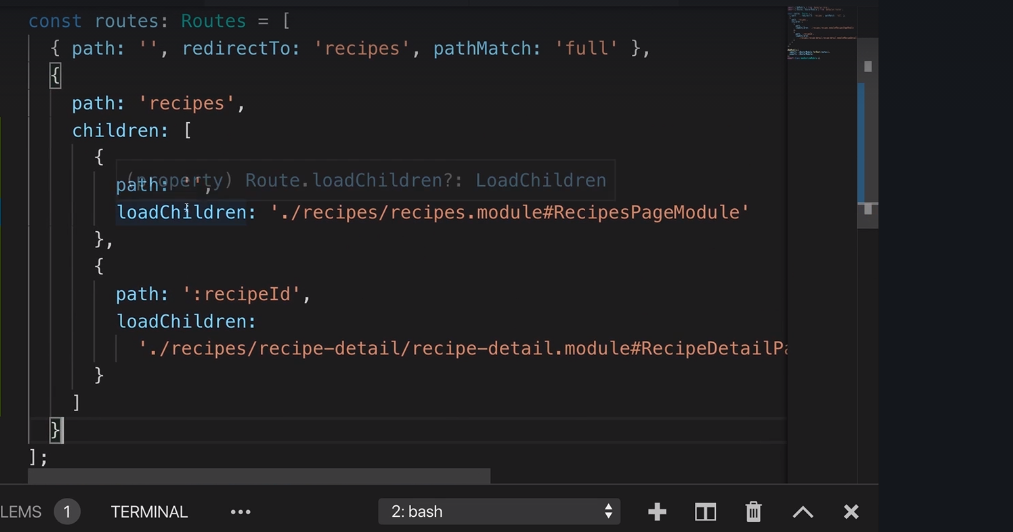 const routes: Routes = [
{ path: '', redirectTo: 'recipes', pathMatch: 'full' },
{
path: 'recipes',
children: [
{
(property) Route.loadChildren?: LoadChildren
path: '',
loadChildren: './recipes/recipes.module#RecipesPageModule'
},
{
path: ':recipeId',
loadChildren:
'./recipes/recipe-detail/recipe-detail.module#RecipeDetailPa
}
]
}
];
LEMS 1 TERMINAL ••• 2: bash